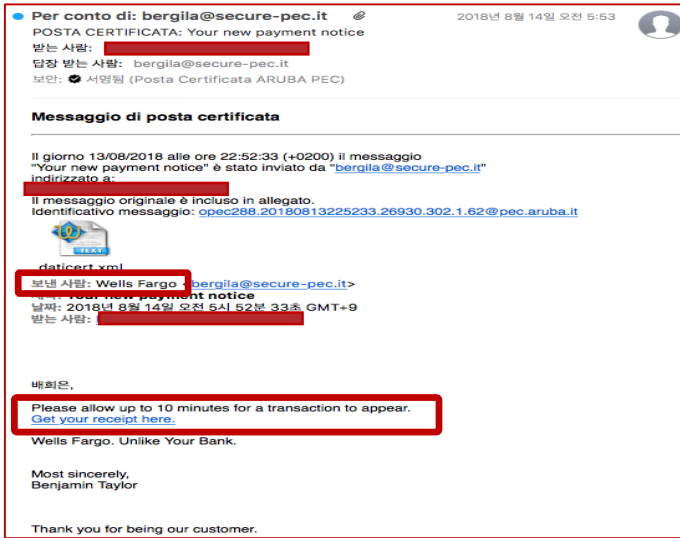 Per conto di: bergila@secure-pec.it 2018년 8월 14일 오전 5:53
POSTA CERTIFICATA: Your new payment notice
받는 사람:
답장 받는 사람: bergila@secure-pec.it
보안: 서명됨 (Posta Certificata ARUBA PEC)
Messaggio di posta certificata
Il giorno 13/08/2018 alle ore 22:52:33 (+0200) il messaggio
"Your new payment notice" è stato inviato da "bergila@secure-pec.it"
indirizzato a:
Il messaggio originale è incluso in allegato.
Identificativo messaggio: opec288.20180813225233.26930.302.1.62@pec.aruba.it
TEXT
daticert.xml
보낸 사람: Wells Fargo <bergila@secure-pec.it>
제목: Your new payment notice
날짜: 2018년 8월 14일 오전 5시 52분 33초 GMT+9
받는 사람:
배희은,
Please allow up to 10 minutes for a transaction to appear.
Get your receipt here.
Wells Fargo. Unlike Your Bank.
Most sincerely,
Benjamin Taylor
Thank you for being our customer.